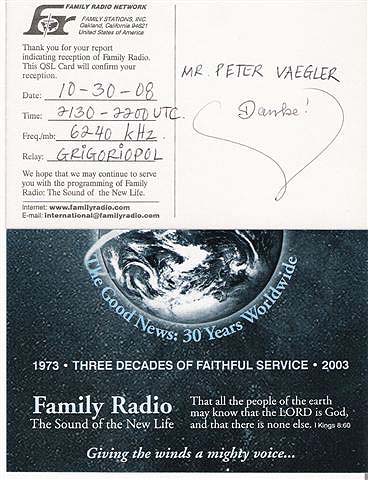 FR
FAMILY RADIO NETWORK
FAMILY STATIONS, INC.
Oakland, California 94621
United States of America
Thank you for your report
indicating reception of Family Radio.
This QSL Card will confirm your
reception.
Date: 10-30-08
Time: 2130-2200 UTC.
Freq./mb: 6240 kHz
Relay: GRIGORIOPOL
We hope that we may continue to serve
you with the programming of Family
Radio: The Sound of the New Life.
Internet: www.familyradio.com
E-mail: international@familyradio.com
MR. PETER VAEGLER
Danke!
The Good News: 30 Years Worldwide
1973 • THREE DECADES OF FAITHFUL SERVICE • 2003
Family Radio
The Sound of the New Life
That all the people of the earth
may know that the LORD is God,
and that there is none else. I Kings 8:60
Giving the winds a mighty voice...